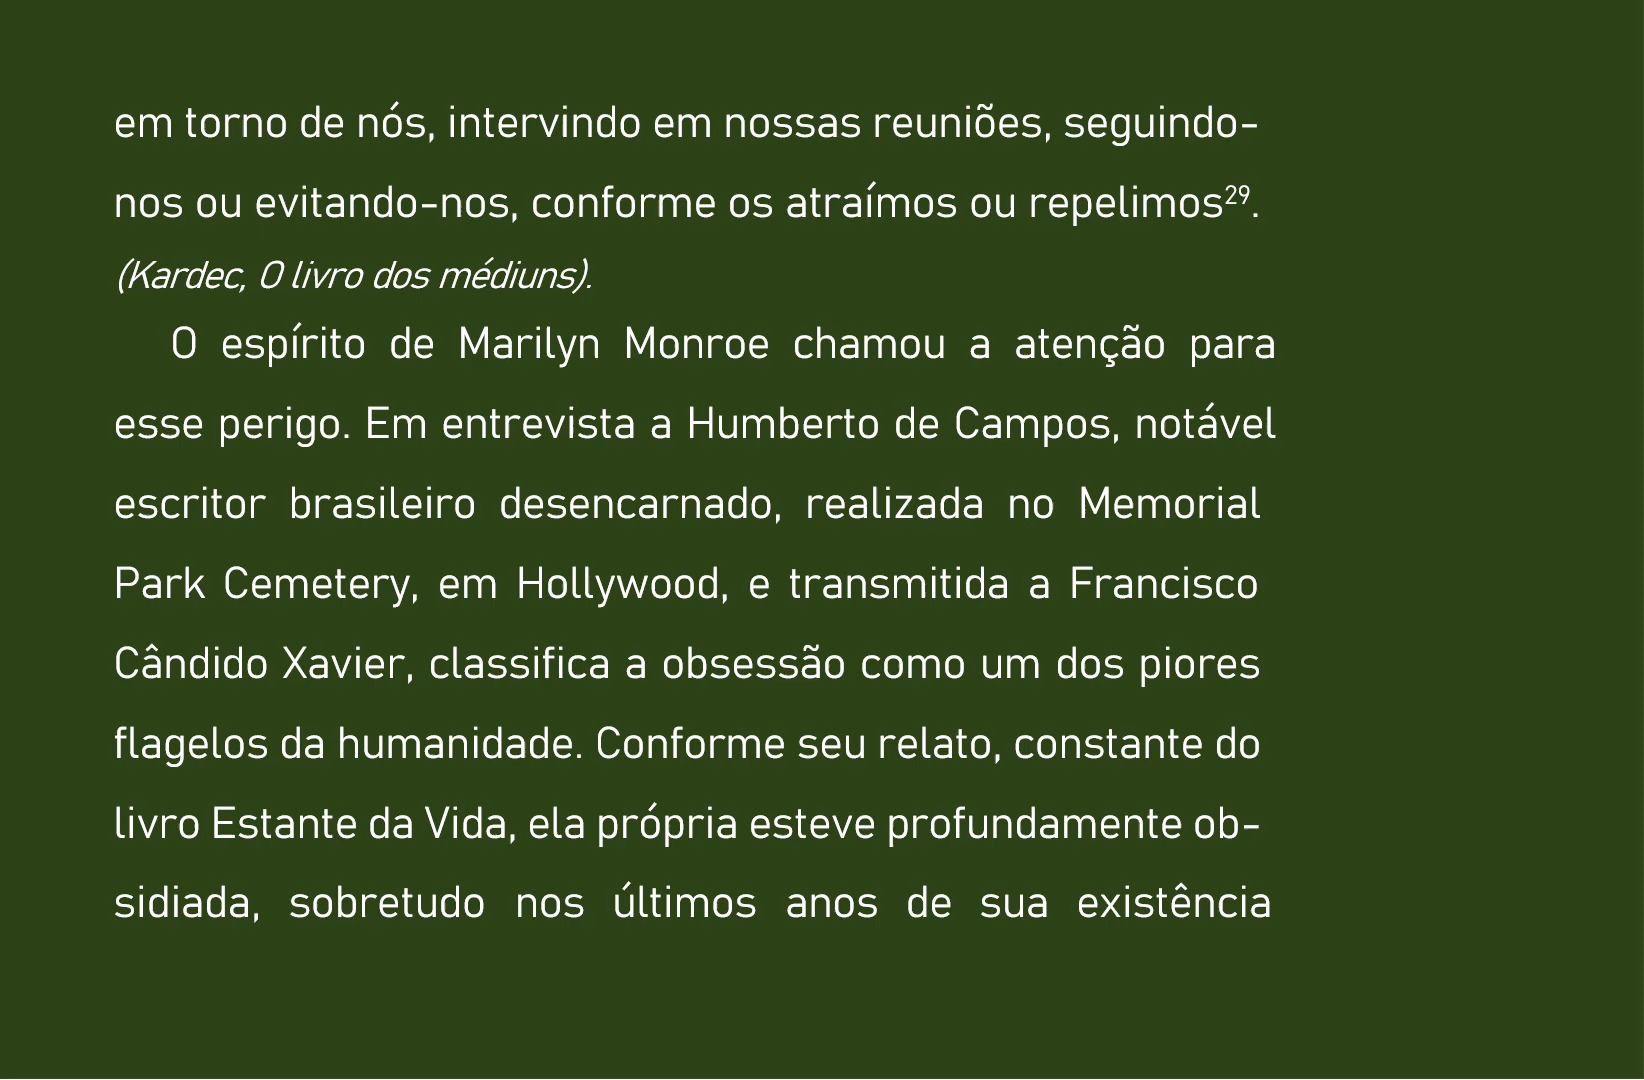 em torno de nós, intervindo em nossas reuniões, seguindo-
nos ou evitando-nos, conforme os atraímos ou repelimos²⁹.
(Kardec, O livro dos médiuns).
O espírito de Marilyn Monroe chamou a atenção para
esse perigo. Em entrevista a Humberto de Campos, notável
escritor brasileiro desencarnado, realizada no Memorial
Park Cemetery, em Hollywood, e transmitida a Francisco
Cândido Xavier, classifica a obsessão como um dos piores
flagelos da humanidade. Conforme seu relato, constante do
livro Estante da Vida, ela própria esteve profundamente ob-
sidiada, sobretudo nos últimos anos de sua existência